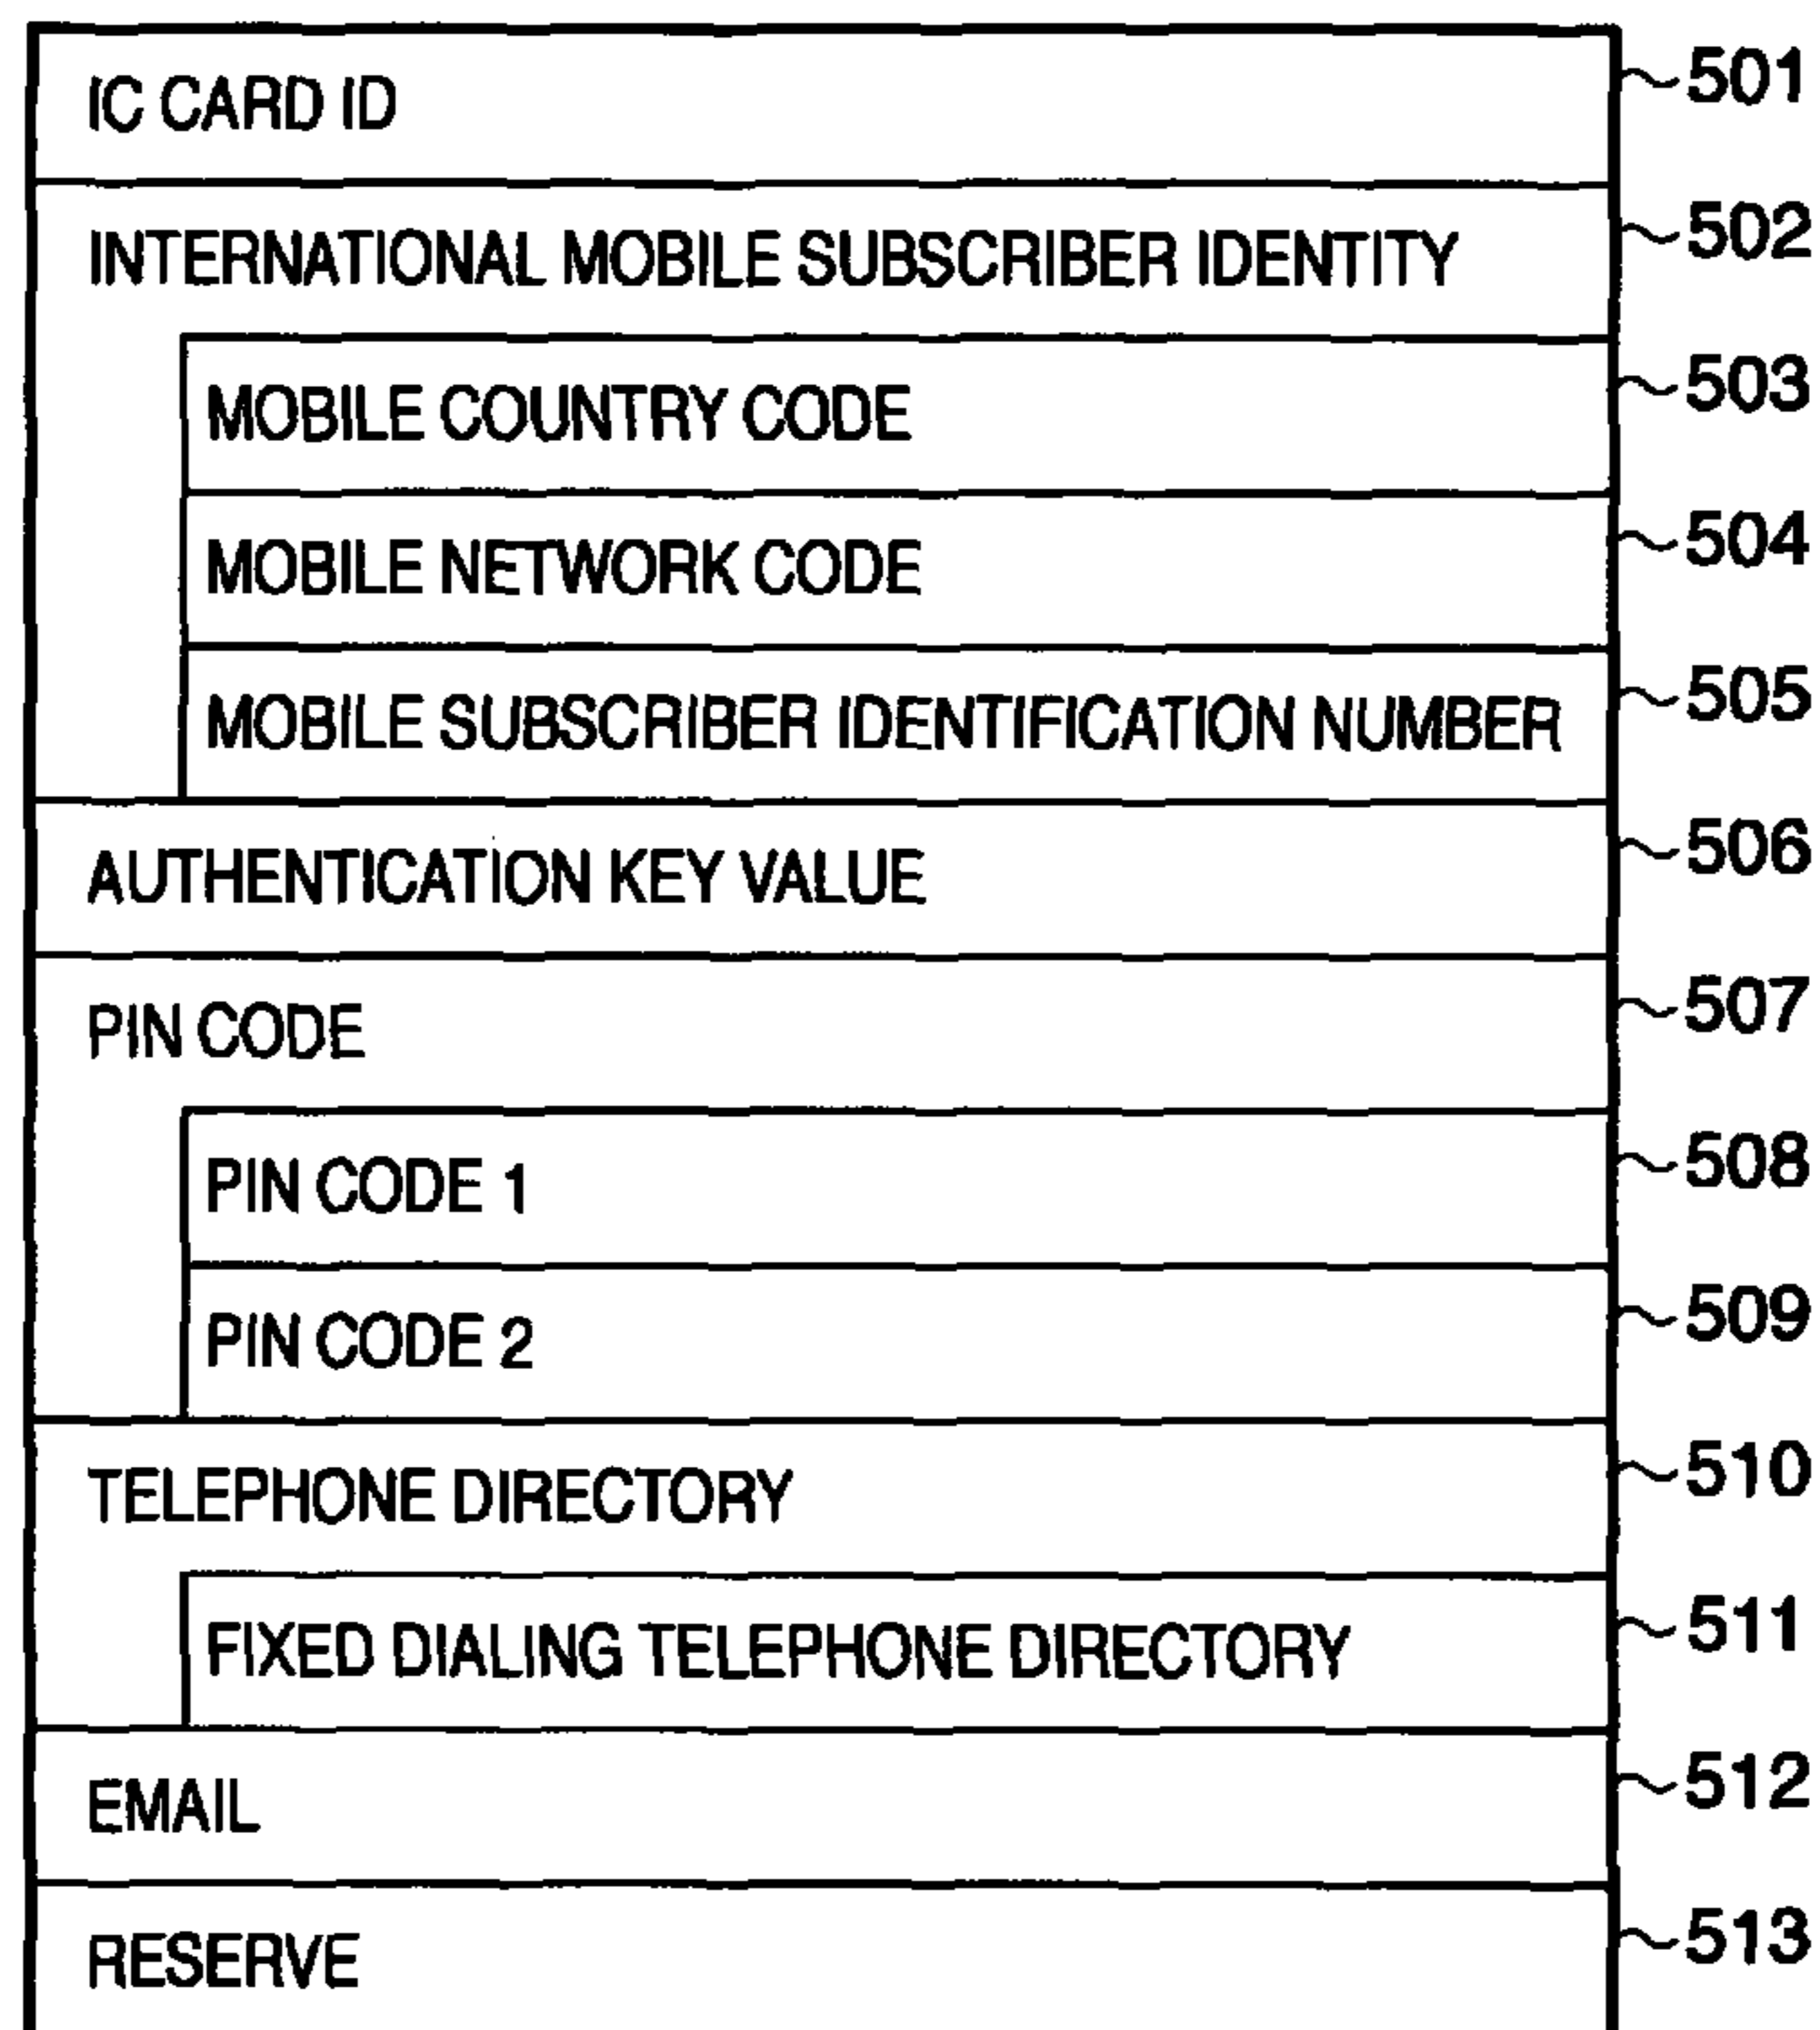 IC CARD ID 501
INTERNATIONAL MOBILE SUBSCRIBER IDENTITY 502
MOBILE COUNTRY CODE 503
MOBILE NETWORK CODE 504
MOBILE SUBSCRIBER IDENTIFICATION NUMBER 505
AUTHENTICATION KEY VALUE 506
PIN CODE 507
PIN CODE 1 508
PIN CODE 2 509
TELEPHONE DIRECTORY 510
FIXED DIALING TELEPHONE DIRECTORY 511
EMAIL 512
RESERVE 513